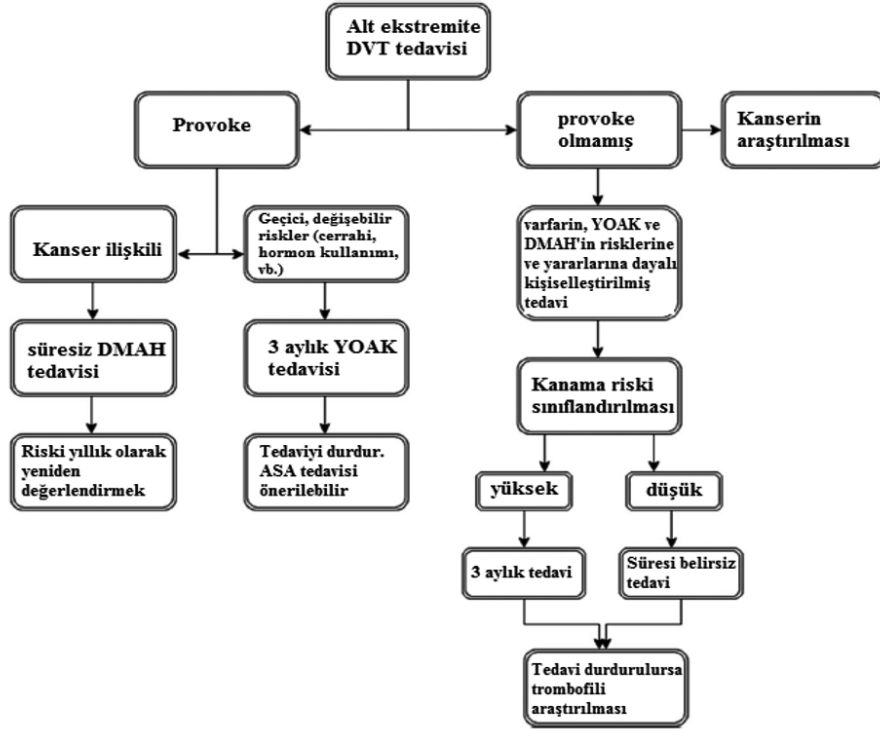 Alt ekstremite
DVT tedavisi
Provoke
provoke
olmamış
Kanserin
araştırılması
Kanser ilişkili
Geçici, değişebilir
riskler (cerrahi,
hormon kullanımı,
vb.)
varfarin, YOAK ve
DMAH'in risklerine
ve yararlarına dayalı
kişiselleştirilmiş
tedavi
süresiz DMAH
tedavisi
3 aylık YOAK
tedavisi
Kanama riski
sınıflandırılması
Riski yıllık olarak
yeniden
değerlendirmek
Tedaviyi durdur.
ASA tedavisi
önerilebilir
yüksek
düşük
3 aylık tedavi
Süresi belirsiz
tedavi
Tedavi durdurulursa
trombofili
araştırılması